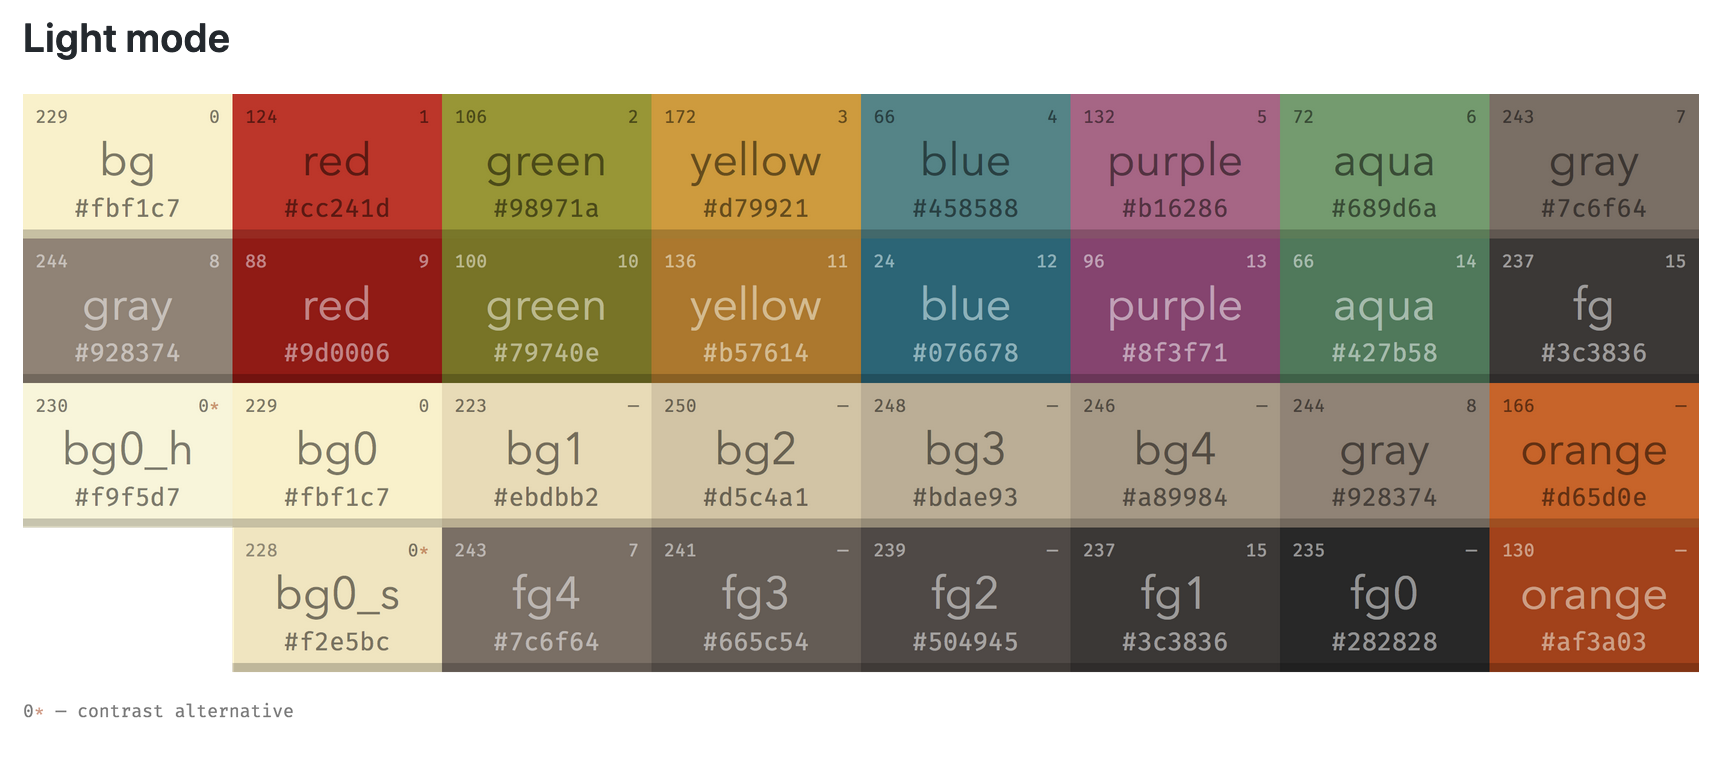 Light mode
229 0 124 1 106 2 172 3 66 4 132 5 72 6 243 7
bg red green yellow blue purple aqua gray
#fbf1c7 #cc241d #98971a #d79921 #458588 #b16286 #689d6a #7c6f64
244 8 88 9 100 10 136 11 24 12 96 13 66 14 237 15
gray red green yellow blue purple aqua fg
#928374 #9d0006 #79740e #b57614 #076678 #8f3f71 #427b58 #3c3836
230 0* 229 0 223 — 250 — 248 — 246 — 244 8 166 —
bg0_h bg0 bg1 bg2 bg3 bg4 gray orange
#f9f5d7 #fbf1c7 #ebdbb2 #d5c4a1 #bdae93 #a89984 #928374 #d65d0e
228 0* 243 7 241 — 239 — 237 15 235 — 130 —
bg0_s fg4 fg3 fg2 fg1 fg0 orange
#f2e5bc #7c6f64 #665c54 #504945 #3c3836 #282828 #af3a03
0* — contrast alternative